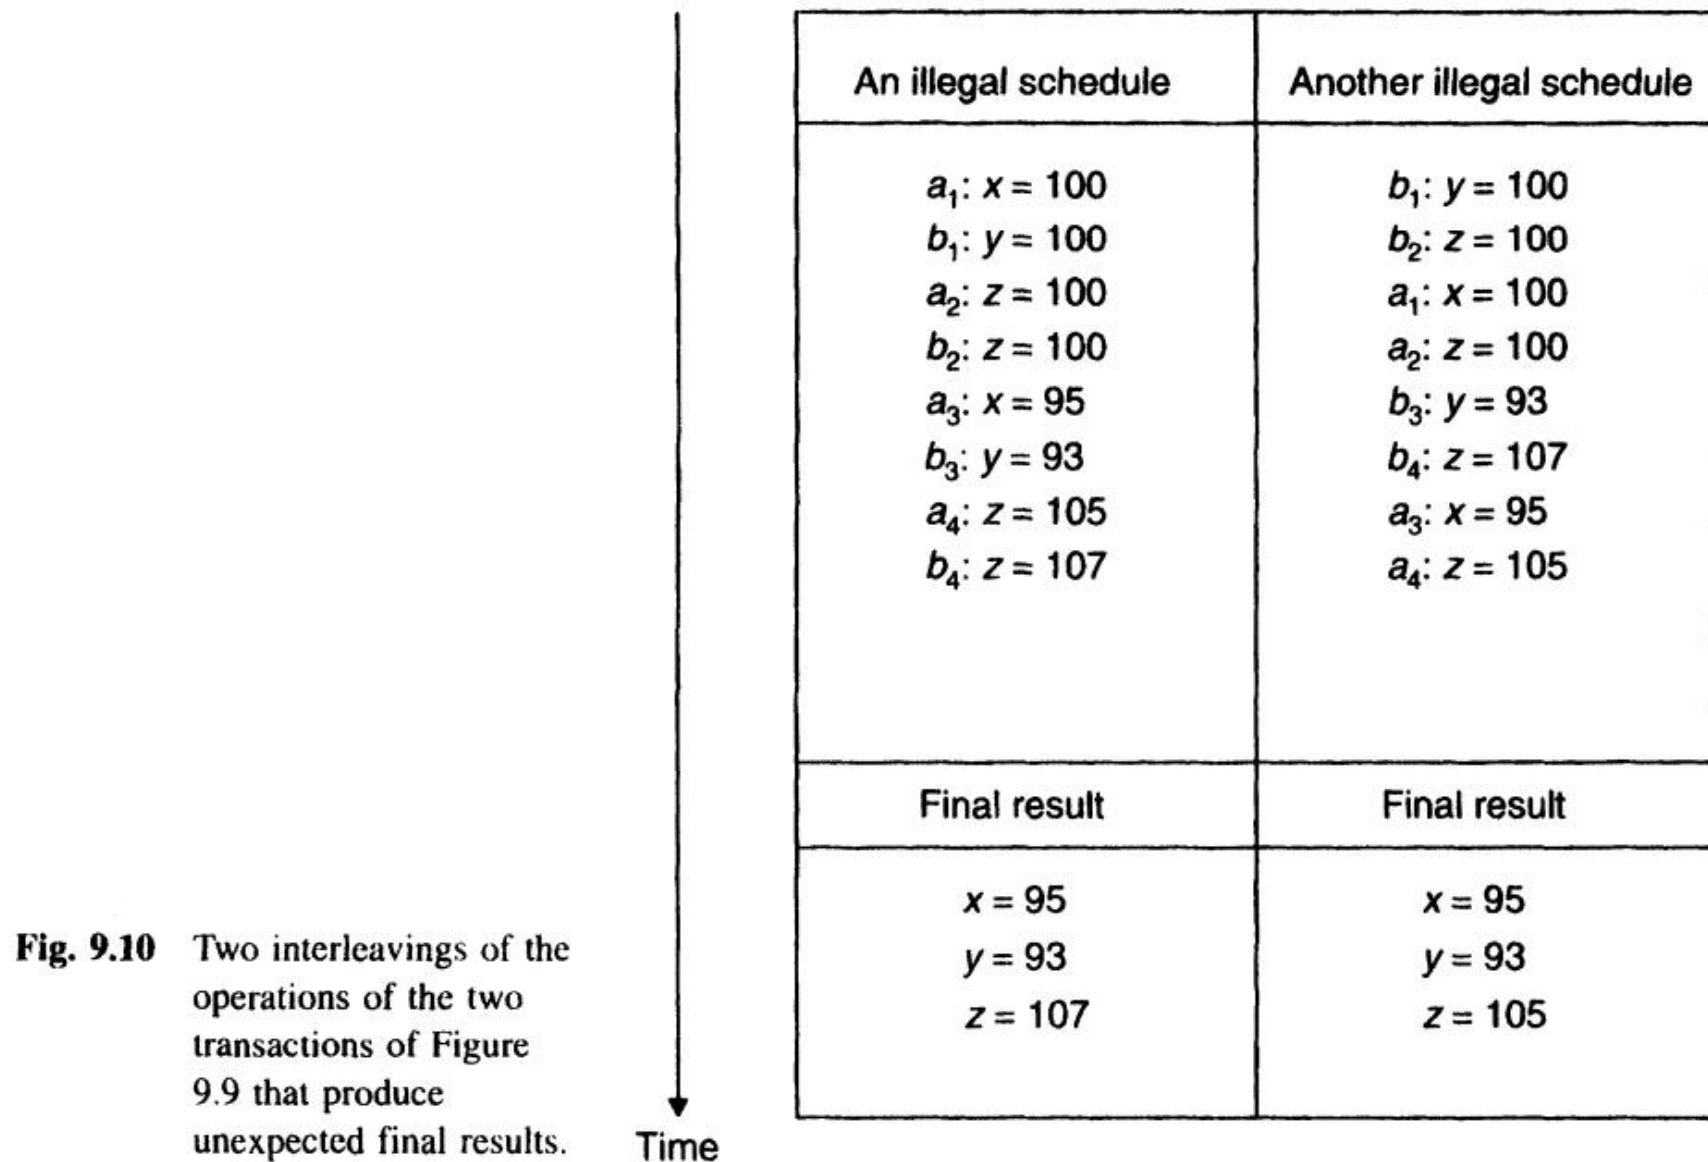 An illegal schedule
Another illegal schedule
a₁: x = 100
b₁: y = 100
a₂: z = 100
b₂: z = 100
a₃: x = 95
b₃: y = 93
a₄: z = 105
b₄: z = 107
b₁: y = 100
b₂: z = 100
a₁: x = 100
a₂: z = 100
b₃: y = 93
b₄: z = 107
a₃: x = 95
a₄: z = 105
Final result
Final result
x = 95
y = 93
z = 107
x = 95
y = 93
z = 105
Time
Fig. 9.10 Two interleavings of the
operations of the two
transactions of Figure
9.9 that produce
unexpected final results.